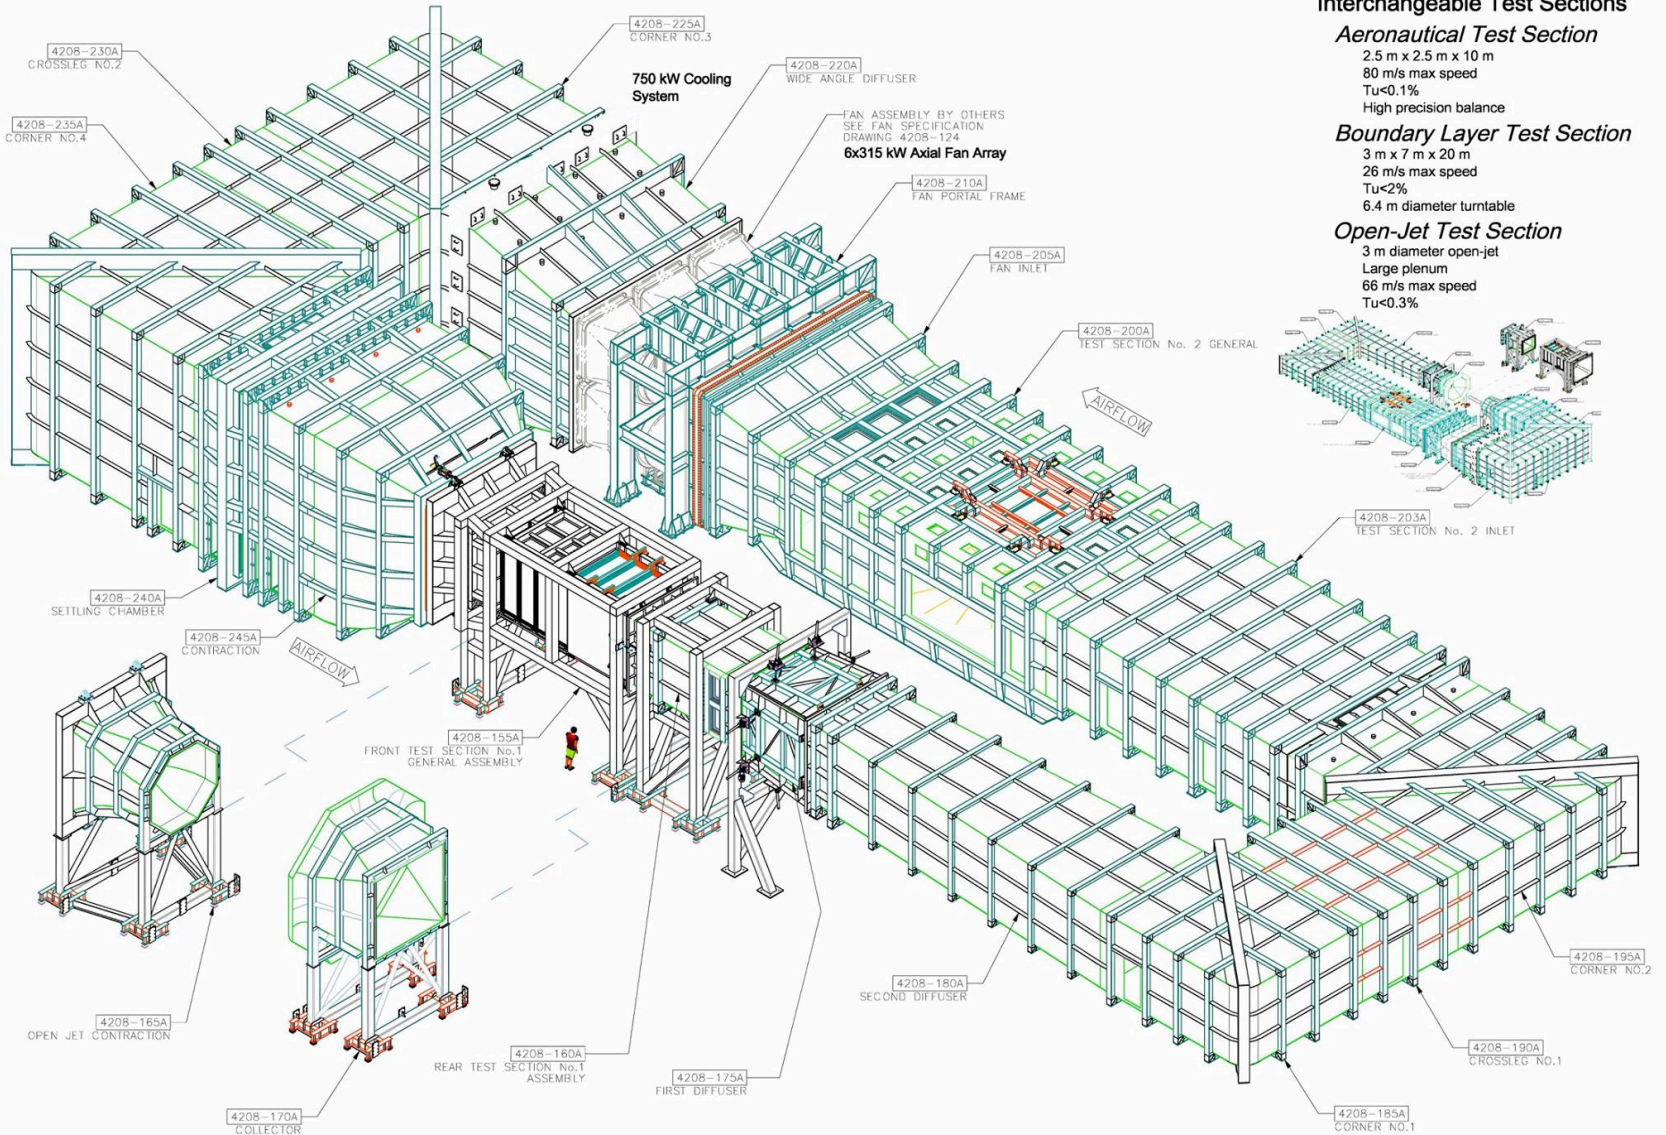 Interchangeable Test Sections
Aeronautical Test Section
2.5 m x 2.5 m x 10 m
80 m/s max speed
Tu<0.1%
High precision balance
Boundary Layer Test Section
3 m x 7 m x 20 m
26 m/s max speed
Tu<2%
6.4 m diameter turntable
Open-Jet Test Section
3 m diameter open-jet
Large plenum
66 m/s max speed
Tu<0.3%
4208-225A
CORNER NO.3
4208-230A
CROSSLEG NO.2
4208-235A
CORNER NO.4
750 kW Cooling
System
4208-220A
WIDE ANGLE DIFFUSER
FAN ASSEMBLY BY OTHERS
SEE FAN SPECIFICATION
DRAWING 4208-124
6x315 kW Axial Fan Array
4208-210A
FAN PORTAL FRAME
4208-205A
FAN INLET
4208-200A
TEST SECTION No. 2 GENERAL
AIRFLOW
4208-203A
TEST SECTION No. 2 INLET
4208-240A
SETTLING CHAMBER
4208-245A
CONTRACTION
AIRFLOW
4208-155A
FRONT TEST SECTION No.1
GENERAL ASSEMBLY
4208-165A
OPEN JET CONTRACTION
4208-170A
COLLECTOR
4208-160A
REAR TEST SECTION No.1
ASSEMBLY
4208-175A
FIRST DIFFUSER
4208-180A
SECOND DIFFUSER
4208-195A
CORNER NO.2
4208-190A
CROSSLEG NO.1
4208-185A
CORNER NO.1